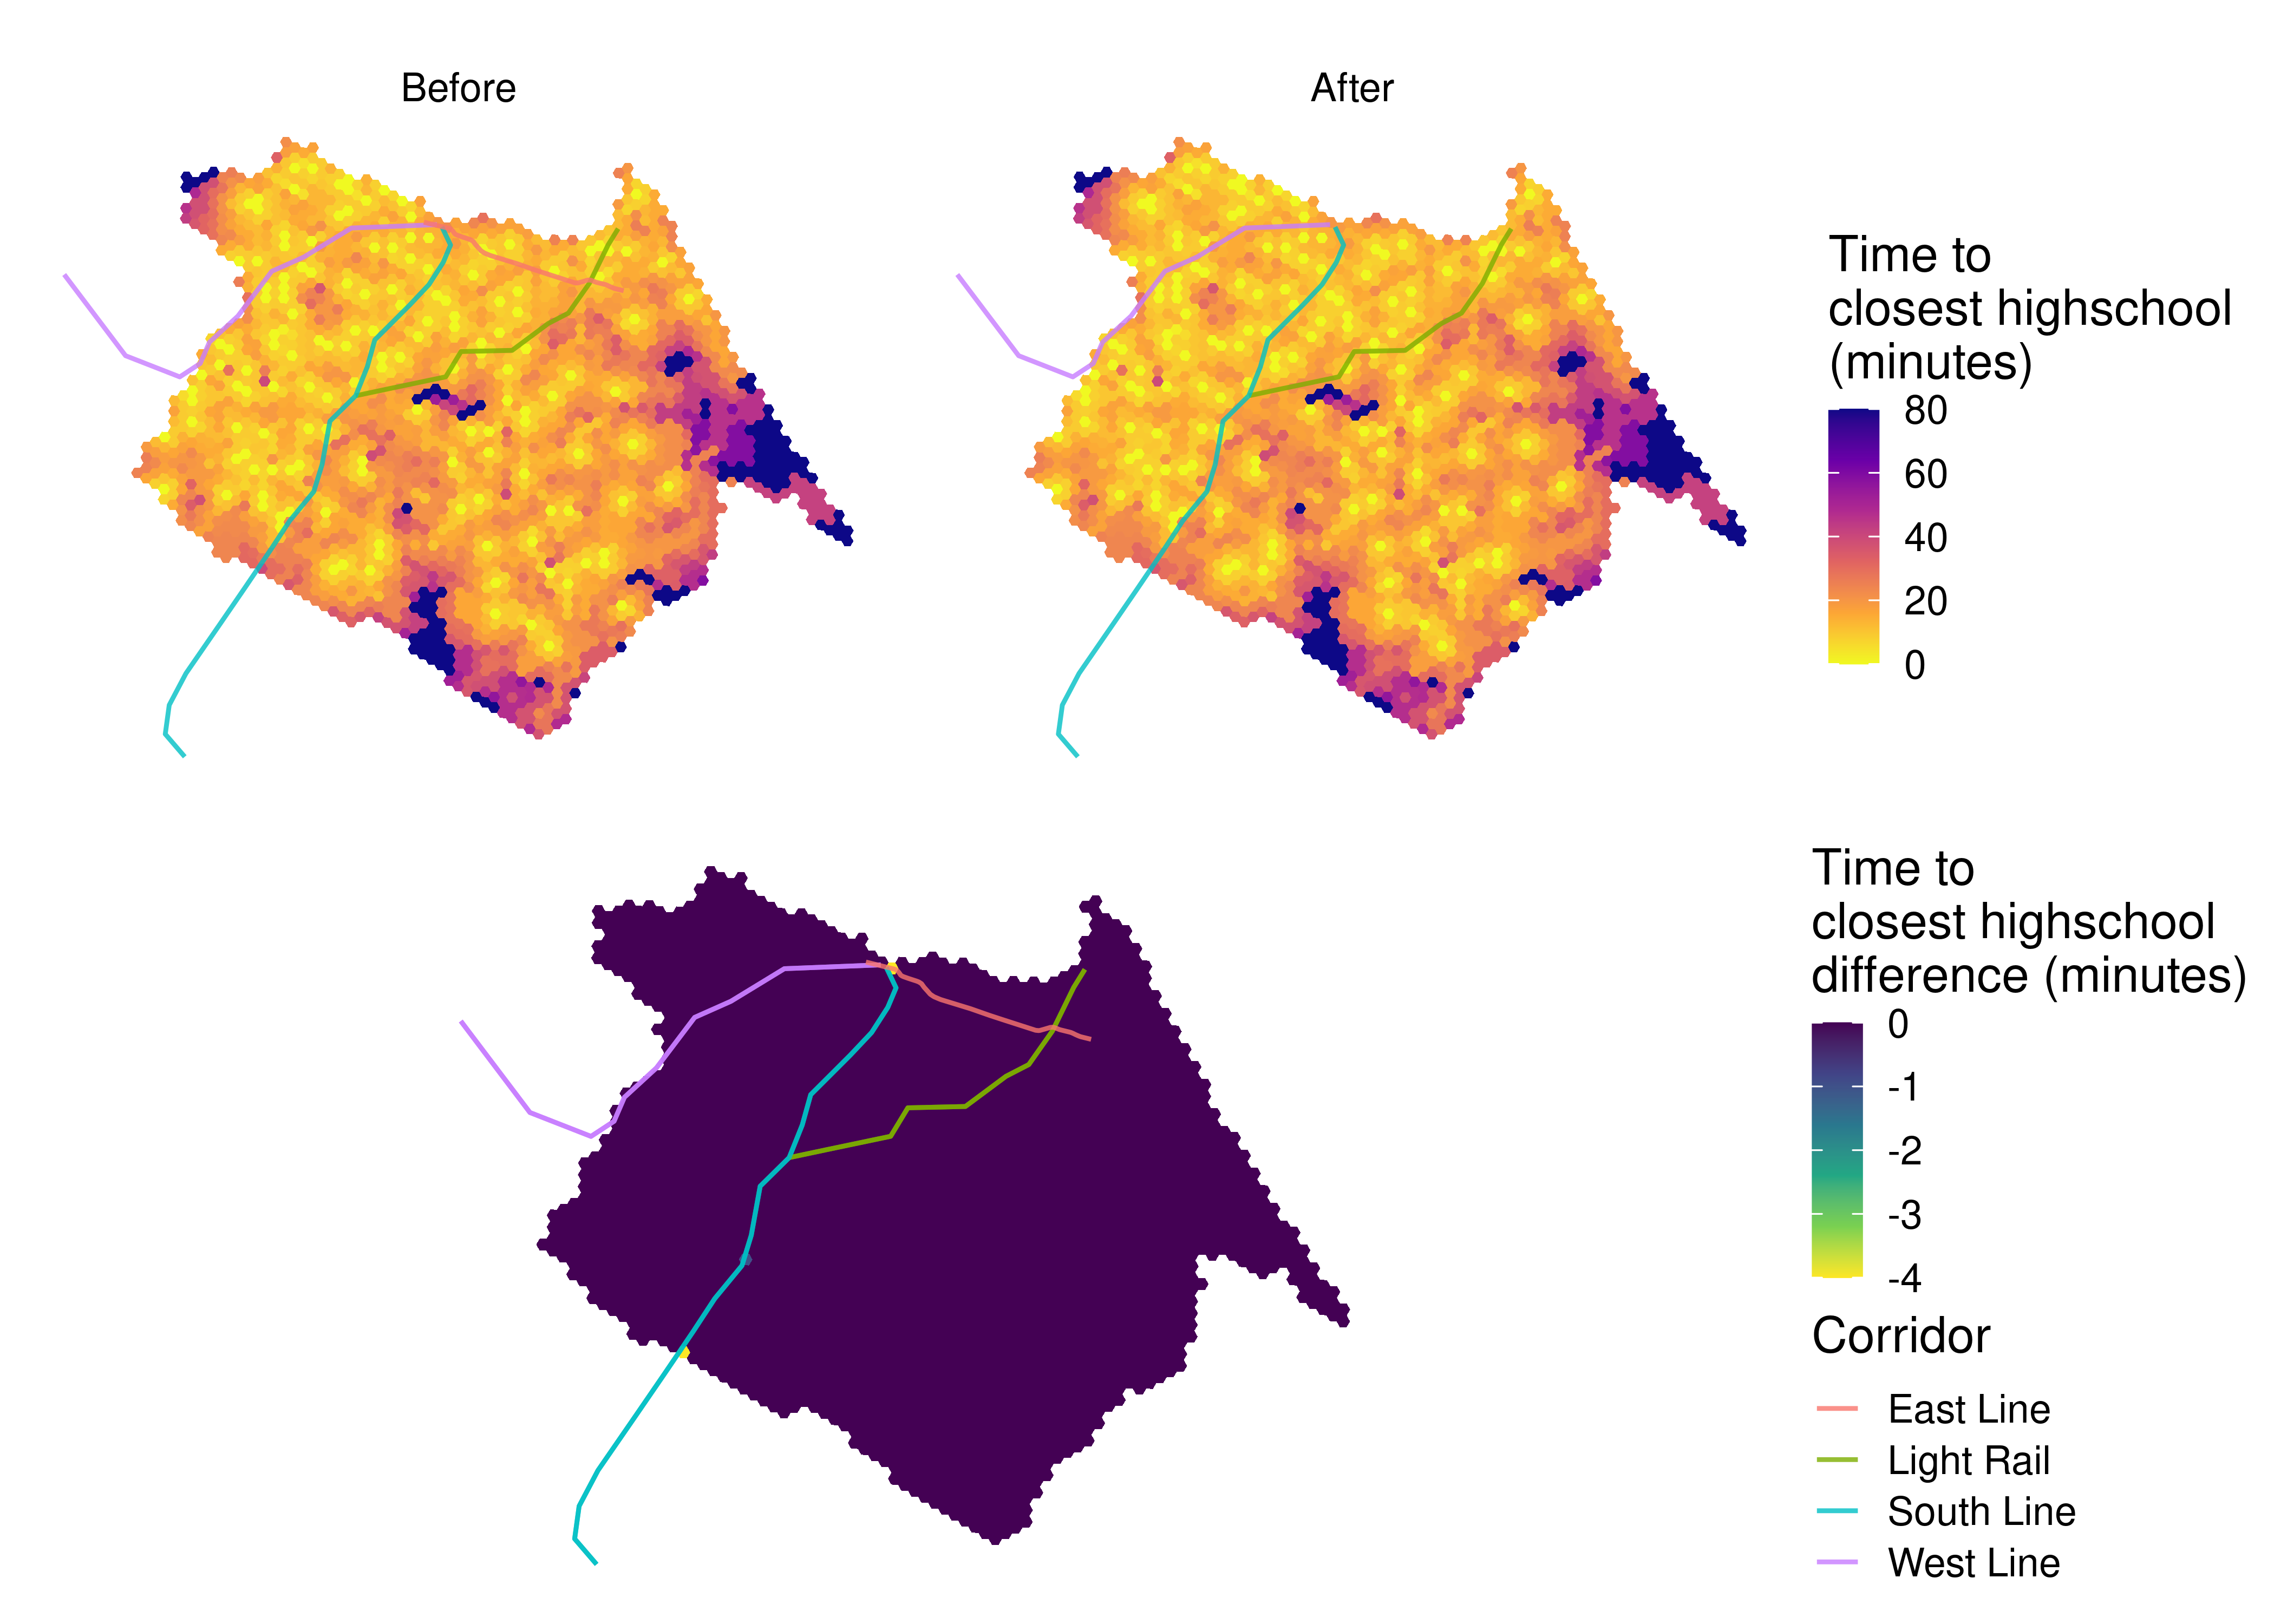 Before
After
Time to
closest highschool
(minutes)
80
60
40
20
0
Time to
closest highschool
difference (minutes)
0
-1
-2
-3
-4
Corridor
East Line
Light Rail
South Line
West Line